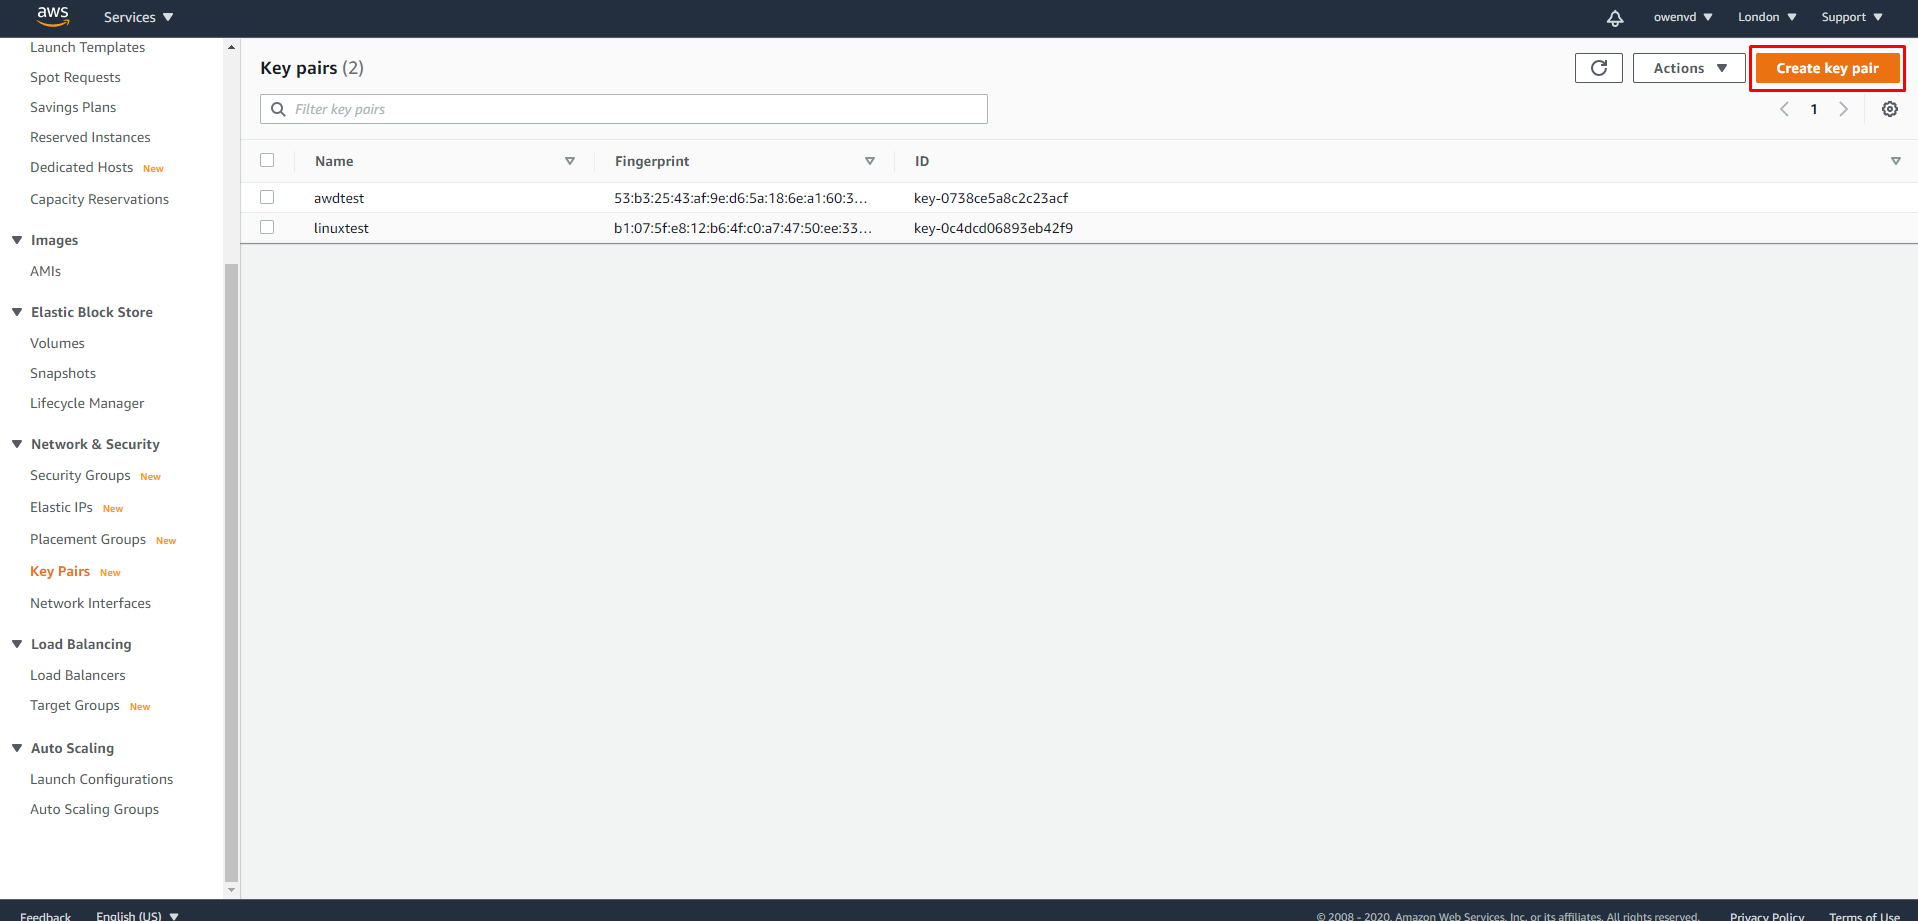 aws
Services
owenvd
London
Support
Launch Templates
Spot Requests
Savings Plans
Reserved Instances
Dedicated Hosts New
Capacity Reservations
Images
AMIs
Elastic Block Store
Volumes
Snapshots
Lifecycle Manager
Network & Security
Security Groups New
Elastic IPs New
Placement Groups New
Key Pairs New
Network Interfaces
Load Balancing
Load Balancers
Target Groups New
Auto Scaling
Launch Configurations
Auto Scaling Groups
Key pairs (2)
Actions
Create key pair
Filter key pairs
1
Name Fingerprint ID
awdtest 53:b3:25:43:af:9e:d6:5a:18:6e:a1:60:3... key-0738ce5a8c2c23acf
linuxtest b1:07:5f:e8:12:b6:4f:c0:a7:47:50:ee:33... key-0c4dcd06893eb42f9
Feedback English (US) © 2008 - 2020, Amazon Web Services, Inc. or its affiliates. All rights reserved. Privacy Policy Terms of Use